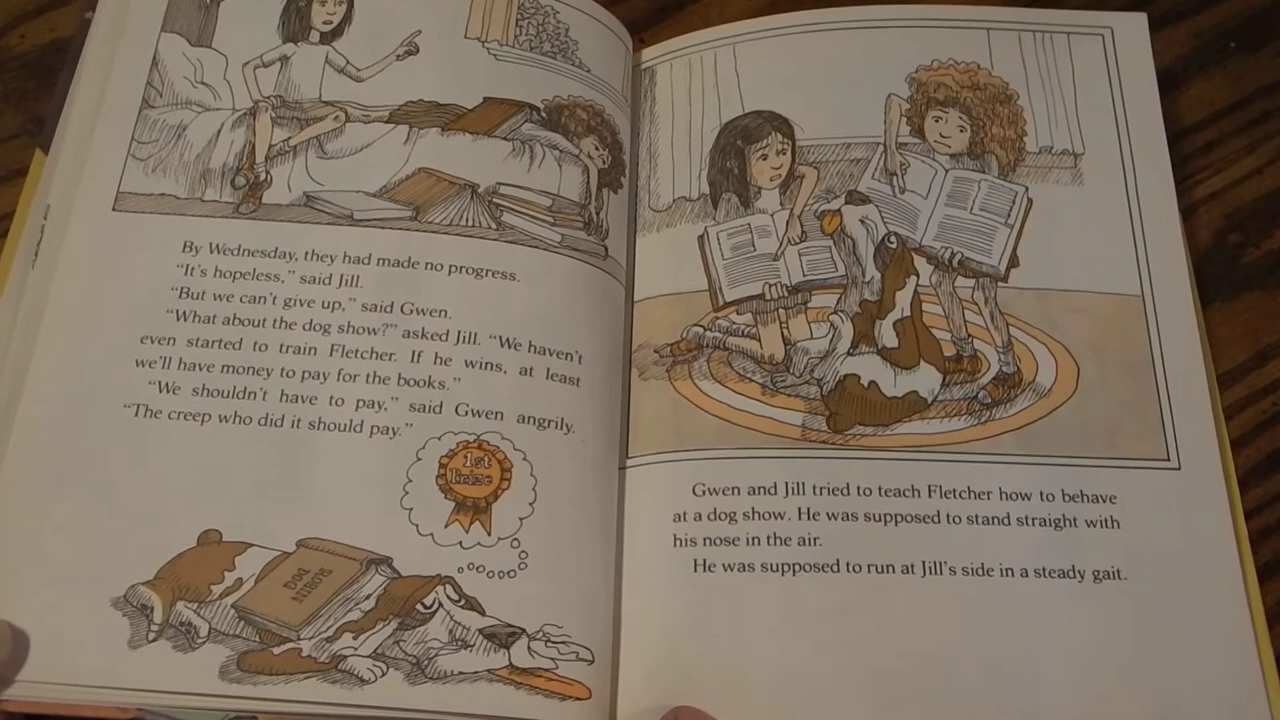 By Wednesday, they had made no progress.
“It’s hopeless,” said Jill.
“But we can’t give up,” said Gwen.
“What about the dog show?” asked Jill. “We haven’t
even started to train Fletcher. If he wins, at least
we’ll have money to pay for the books.”
“We shouldn’t have to pay,” said Gwen angrily.
“The creep who did it should pay.”
1st
Prize
ROBIN
DOG
Gwen and Jill tried to teach Fletcher how to behave
at a dog show. He was supposed to stand straight with
his nose in the air.
He was supposed to run at Jill’s side in a steady gait.